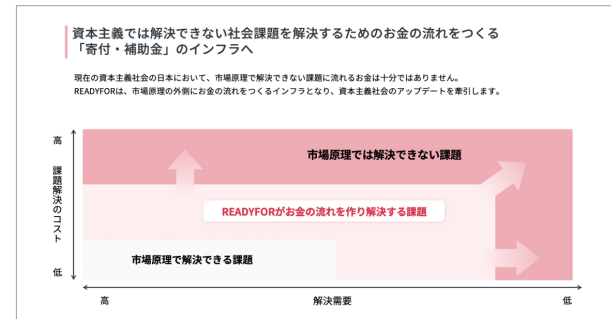 資本主義では解決できない社会課題を解決するためのお金の流れをつくる
「寄付・補助金」のインフラへ
現在の資本主義社会の日本において、市場原理で解決できない課題に流れるお金は十分ではありません。
READYFORは、市場原理の外側にお金の流れをつくるインフラとなり、資本主義社会のアップデートを牽引します。
高
課題解決のコスト
低
市場原理では解決できない課題
READYFORがお金の流れを作り解決する課題
市場原理で解決できる課題
高
解決需要
低